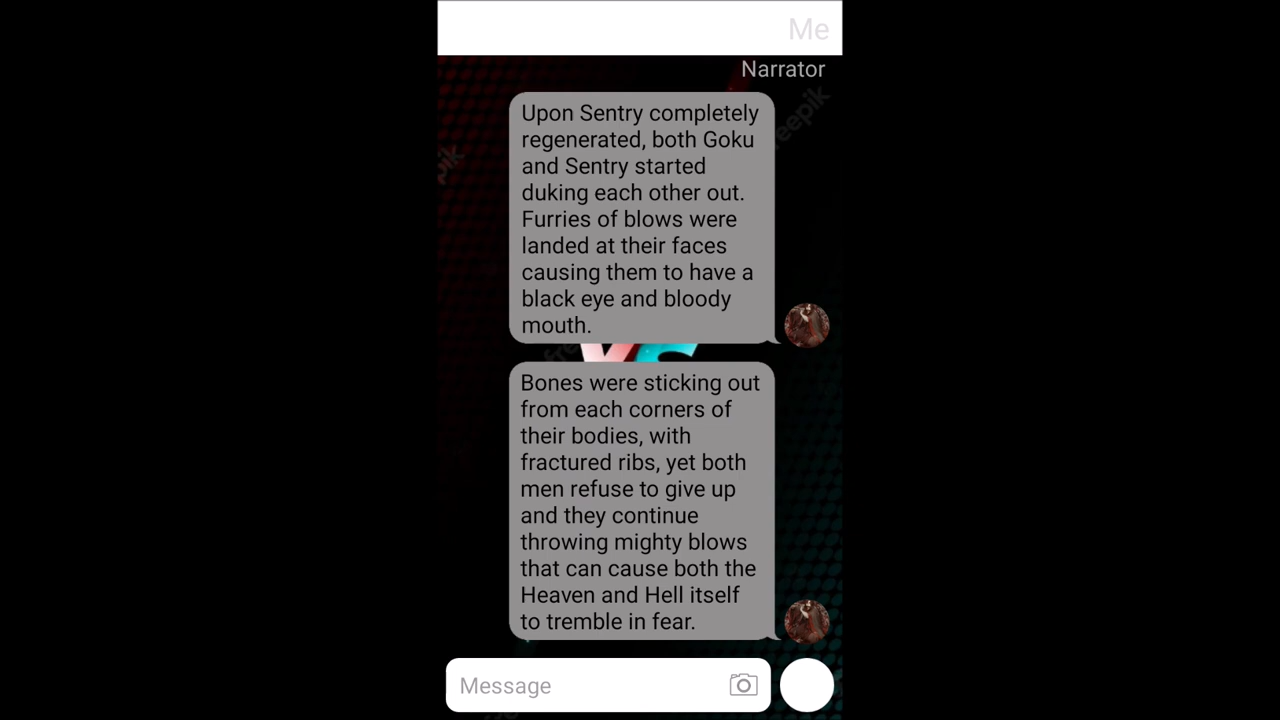 Me
Narrator
Upon Sentry completely
regenerated, both Goku
and Sentry started
duking each other out.
Furries of blows were
landed at their faces
causing them to have a
black eye and bloody
mouth.
Bones were sticking out
from each corners of
their bodies, with
fractured ribs, yet both
men refuse to give up
and they continue
throwing mighty blows
that can cause both the
Heaven and Hell itself
to tremble in fear.
Message